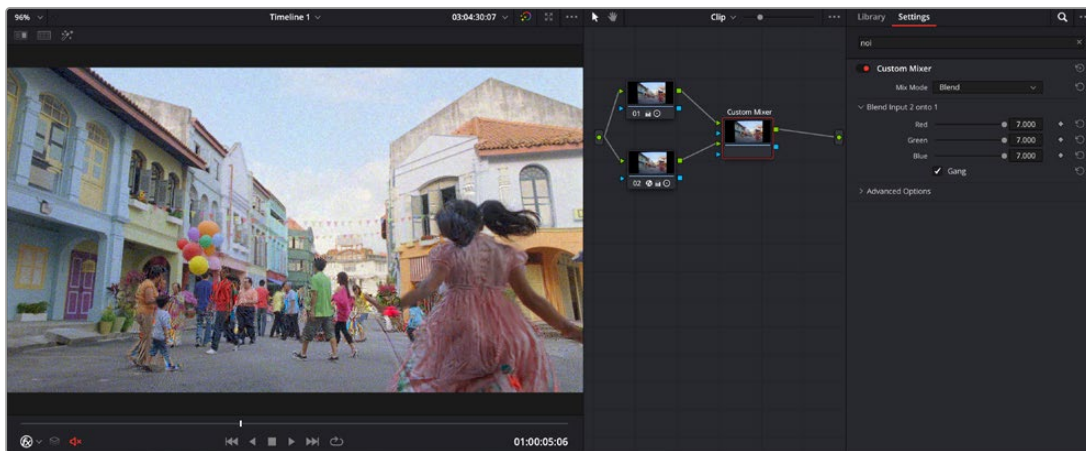 96%
Timeline 1
03:04:30:07
Clip
Library
Settings
noi
Custom Mixer
Mix Mode
Blend
Blend Input 2 onto 1
Red
7.000
Green
7.000
Blue
7.000
Gang
Advanced Options
01
Custom Mixer
02
fx
01:00:05:06